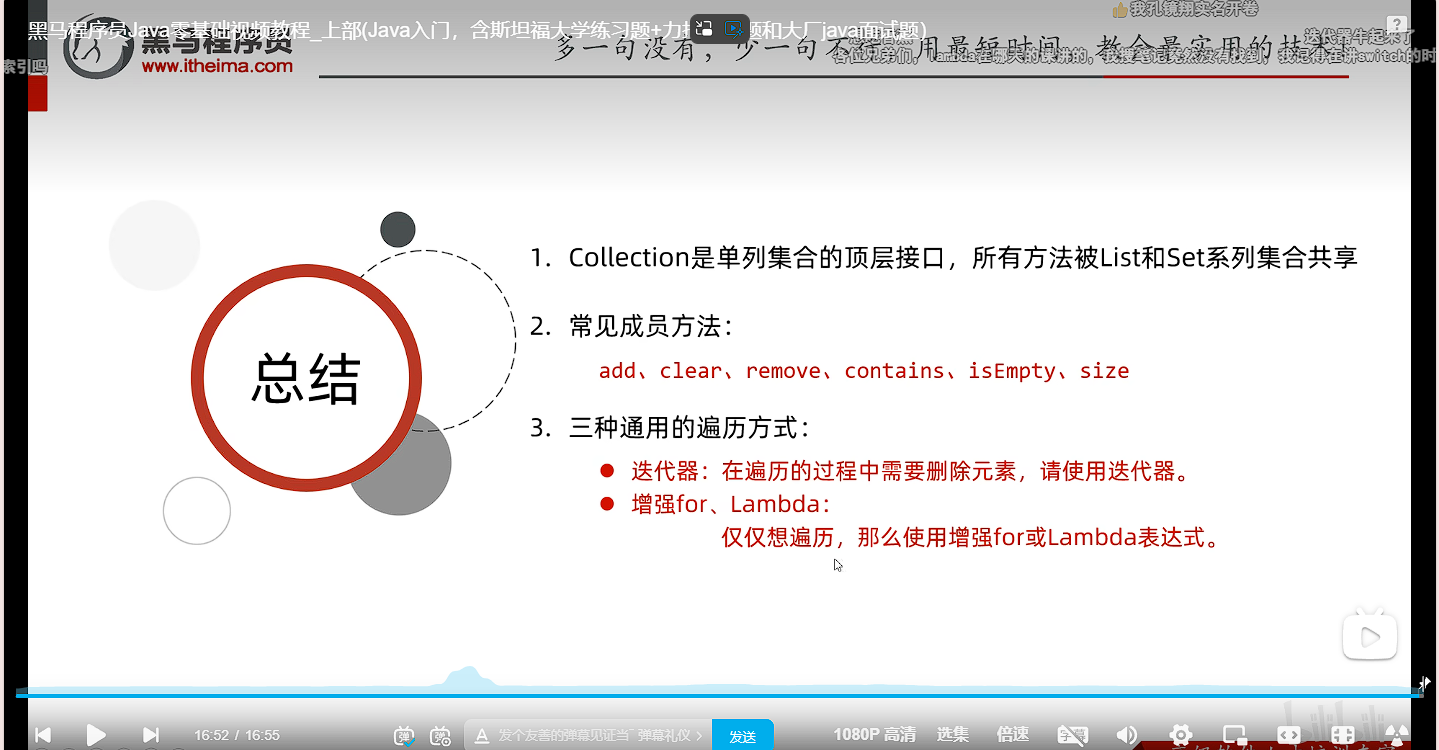 黑马程序员Java零基础视频教程_上部(Java入门，含斯坦福大学练习题+力
题和大厂java面试题）
我孔镜翔实名开卷
黑马程序员
www.itheima.com
多一句没有，少一句不行，用最短时间，教会最实用的技术！
迭代器牛起来了
索引吗
各位兄弟们，lambda在哪天的课讲的，我搜笔记竟然没有找到，我记得在讲switch的时
总结
1. Collection是单列集合的顶层接口，所有方法被List和Set系列集合共享
2. 常见成员方法：
add、clear、remove、contains、isEmpty、size
3. 三种通用的遍历方式：
迭代器：在遍历的过程中需要删除元素，请使用迭代器。
增强for、Lambda：
仅仅想遍历，那么使用增强for或Lambda表达式。
16:52 / 16:55
弹
弹
A 发个友善的弹幕见证当 弹幕礼仪 >
发送
1080P 高清
选集
倍速
字幕